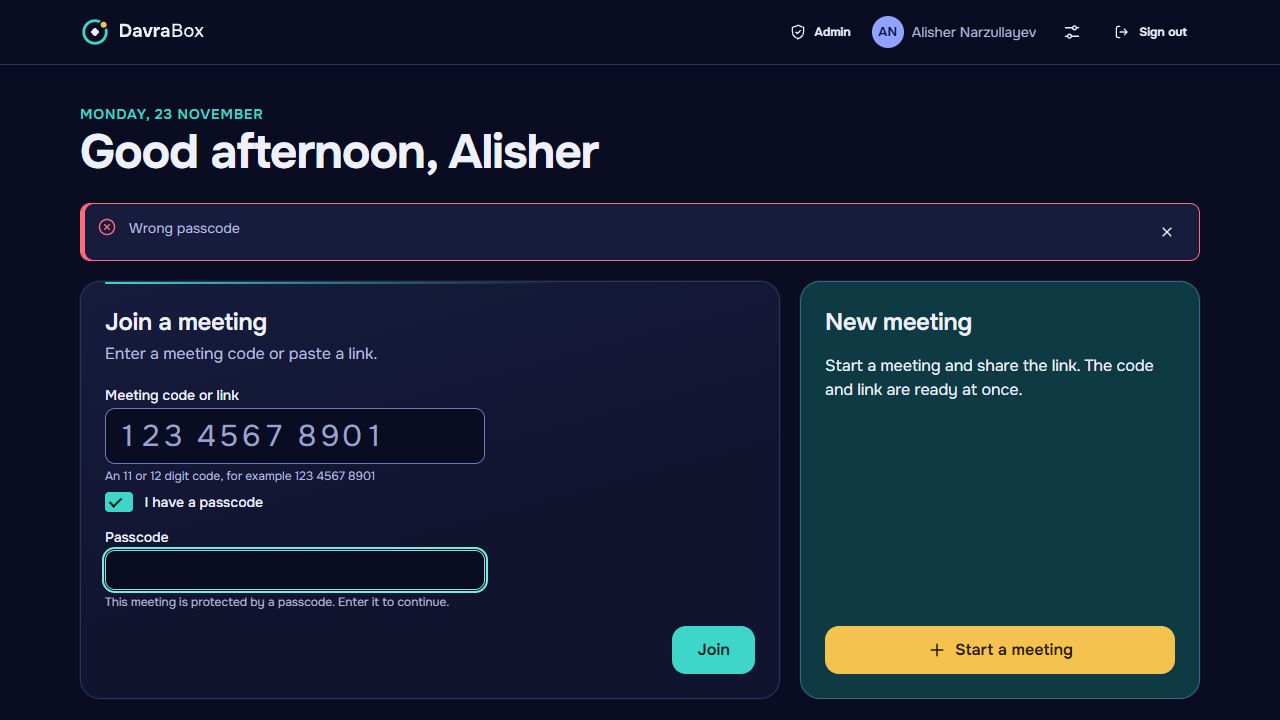 DavraBox
Admin
AN
Alisher Narzullayev
Sign out
MONDAY, 23 NOVEMBER
Good afternoon, Alisher
Wrong passcode
Join a meeting
Enter a meeting code or paste a link.
Meeting code or link
123 4567 8901
An 11 or 12 digit code, for example 123 4567 8901
I have a passcode
Passcode
This meeting is protected by a passcode. Enter it to continue.
Join
New meeting
Start a meeting and share the link. The code
and link are ready at once.
Start a meeting